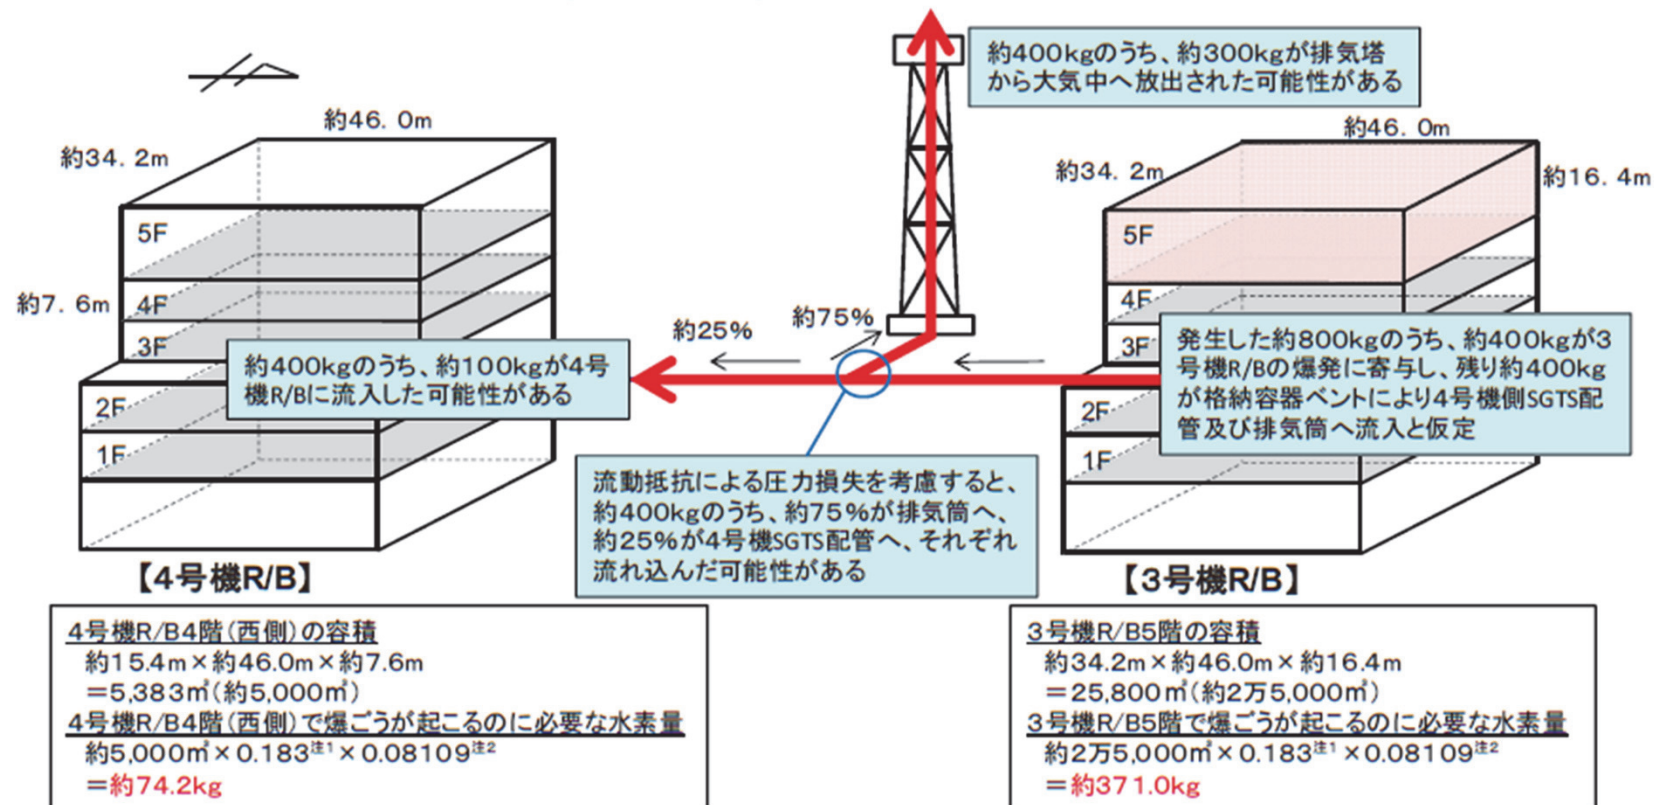 約400kgのうち、約300kgが排気塔
から大気中へ放出された可能性がある
約46.0m
約34.2m
5F
4F
約7.6m
3F
2F
1F
約400kgのうち、約100kgが4号
機R/Bに流入した可能性がある
約25%
約75%
約46.0m
約34.2m
約16.4m
5F
4F
3F
2F
1F
発生した約800kgのうち、約400kgが3
号機R/Bの爆発に寄与し、残り約400kg
が格納容器ベントにより4号機側SGTS配
管及び排気筒へ流入と仮定
流動抵抗による圧力損失を考慮すると、
約400kgのうち、約75%が排気筒へ、
約25%が4号機SGTS配管へ、それぞれ
流れ込んだ可能性がある
【4号機R/B】
【3号機R/B】
4号機R/B4階(西側)の容積
約15.4m×約46.0m×約7.6m
=5,383㎥(約5,000㎥)
4号機R/B4階(西側)で爆ごうが起こるのに必要な水素量
約5,000㎥×0.183注1×0.08109注2
=約74.2kg
3号機R/B5階の容積
約34.2m×約46.0m×約16.4m
=25,800㎥(約2万5,000㎥)
3号機R/B5階で爆ごうが起こるのに必要な水素量
約2万5,000㎥×0.183注1×0.08109注2
=約371.0kg